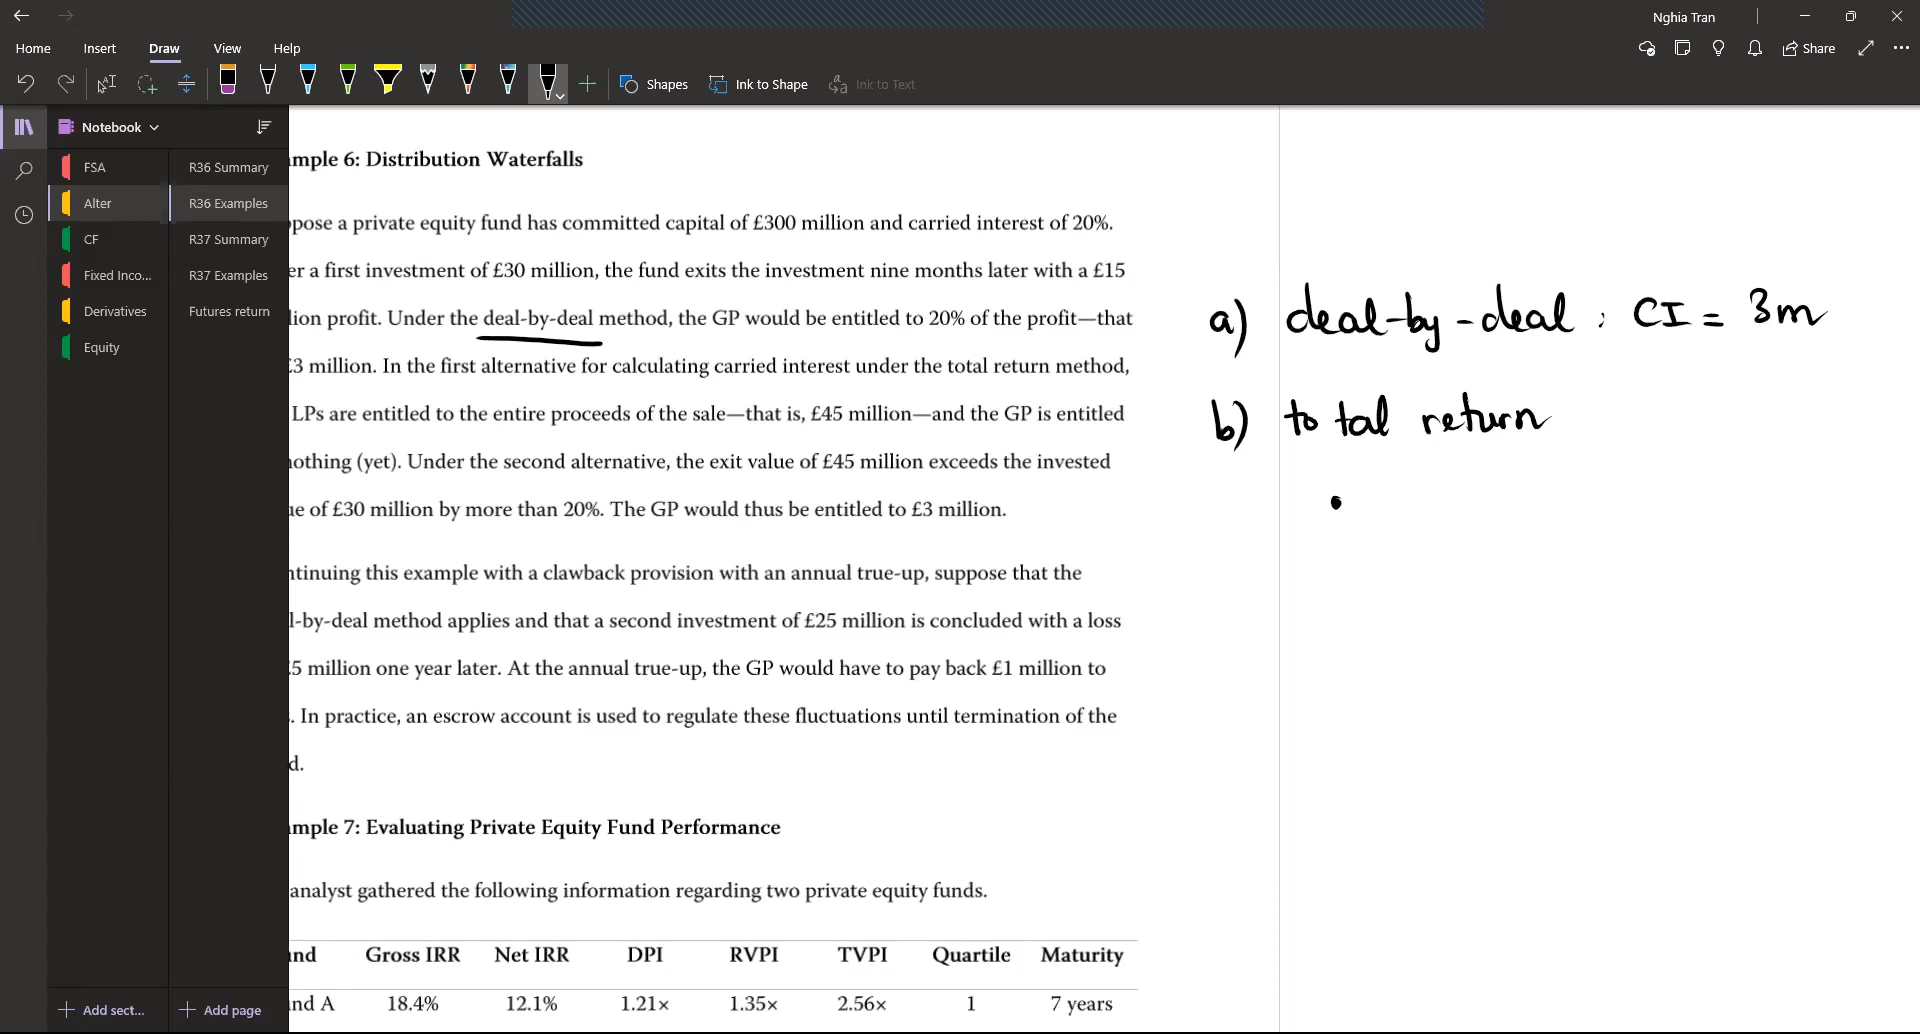 Nghia Tran
Home Insert Draw View Help
Share
Shapes Ink to Shape Ink to Text
Notebook
FSA
Alter
CF
Fixed Inco...
Derivatives
Equity
R36 Summary
R36 Examples
R37 Summary
R37 Examples
Futures return
Add sect...
Add page
mple 6: Distribution Waterfalls
pose a private equity fund has committed capital of £300 million and carried interest of 20%.
er a first investment of £30 million, the fund exits the investment nine months later with a £15
lion profit. Under the deal-by-deal method, the GP would be entitled to 20% of the profit—that
£3 million. In the first alternative for calculating carried interest under the total return method,
LPs are entitled to the entire proceeds of the sale—that is, £45 million—and the GP is entitled
nothing (yet). Under the second alternative, the exit value of £45 million exceeds the invested
ue of £30 million by more than 20%. The GP would thus be entitled to £3 million.
ntinuing this example with a clawback provision with an annual true-up, suppose that the
l-by-deal method applies and that a second investment of £25 million is concluded with a loss
£5 million one year later. At the annual true-up, the GP would have to pay back £1 million to
. In practice, an escrow account is used to regulate these fluctuations until termination of the
d.
mple 7: Evaluating Private Equity Fund Performance
analyst gathered the following information regarding two private equity funds.
und Gross IRR Net IRR DPI RVPI TVPI Quartile Maturity
und A 18.4% 12.1% 1.21× 1.35× 2.56× 1 7 years
a) deal-by-deal : CI = 3m
b) total return